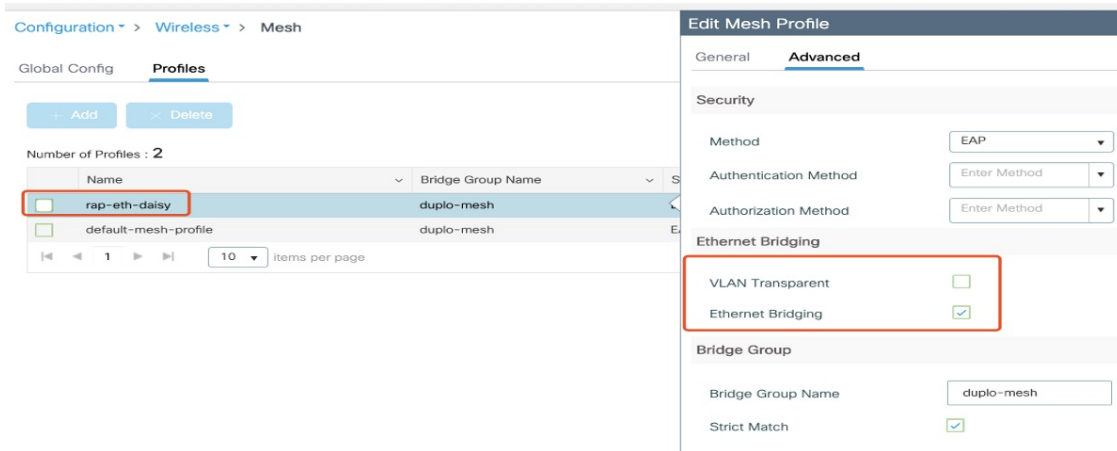 Configuration > Wireless > Mesh
Global Config Profiles
+ Add × Delete
Number of Profiles : 2
Name Bridge Group Name
rap-eth-daisy duplo-mesh
default-mesh-profile duplo-mesh
1 10 items per page
Edit Mesh Profile
General Advanced
Security
Method EAP
Authentication Method Enter Method
Authorization Method Enter Method
Ethernet Bridging
VLAN Transparent
Ethernet Bridging
Bridge Group
Bridge Group Name duplo-mesh
Strict Match